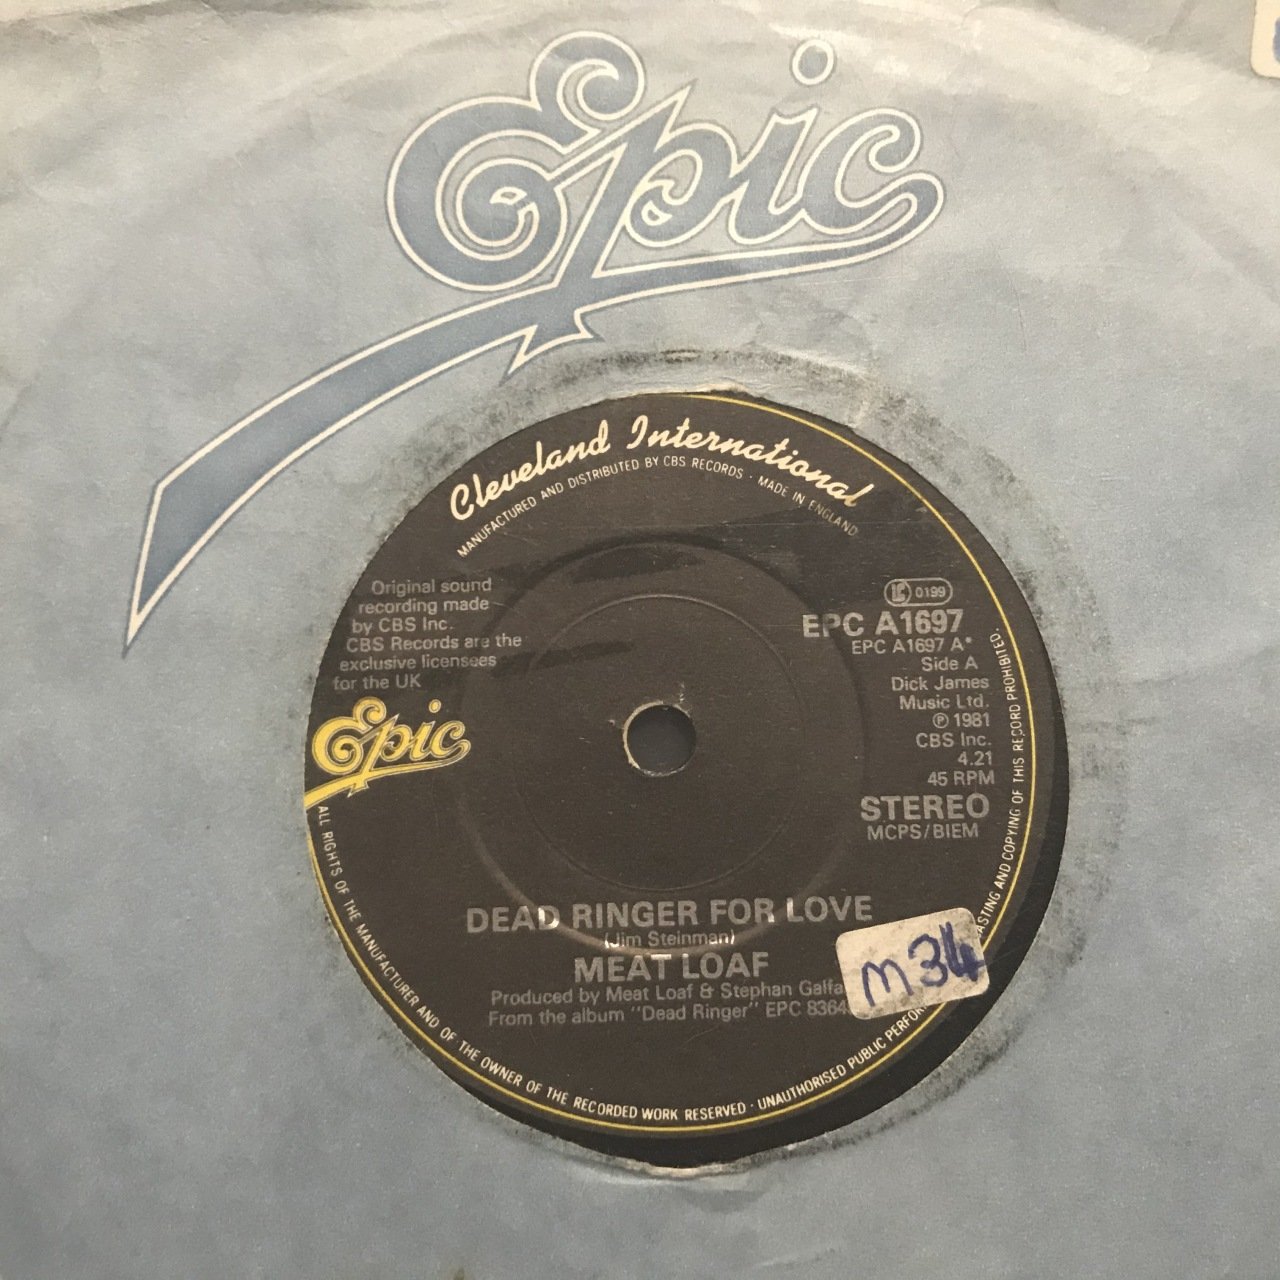 Epic
Cleveland International
MANUFACTURED AND DISTRIBUTED BY CBS RECORDS · MADE IN ENGLAND
Original sound
recording made
by CBS Inc.
CBS Records are the
exclusive licensees
for the UK
Epic
0199
EPC A1697
EPC A1697 A*
Side A
Dick James
Music Ltd.
℗ 1981
CBS Inc.
4.21
45 RPM
STEREO
MCPS/BIEM
DEAD RINGER FOR LOVE
(Jim Steinman)
MEAT LOAF
Produced by Meat Loaf & Stephan
From the album "Dead Ringer" EPC
m34
ALL RIGHTS OF THE MANUFACTURER AND OF THE OWNER OF THE RECORDED WORK RESERVED · UNAUTHORISED PUBLIC
AND COPYING OF THIS RECORD PROHIBITED.